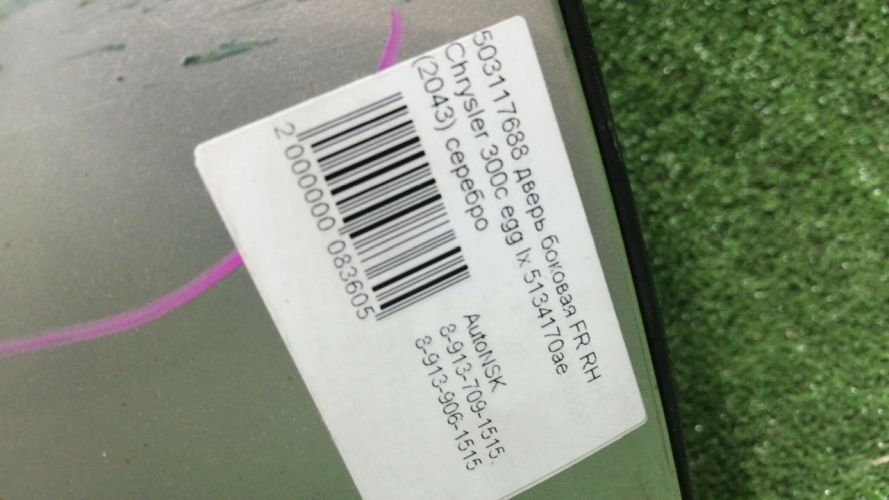 503117688 дверь боковая FR RH
Chrysler 300c egg lx 5134170ae
(2043) серебро
2 000000 083605
AutoNSK
8-913-709-1515.
8-913-906-1515